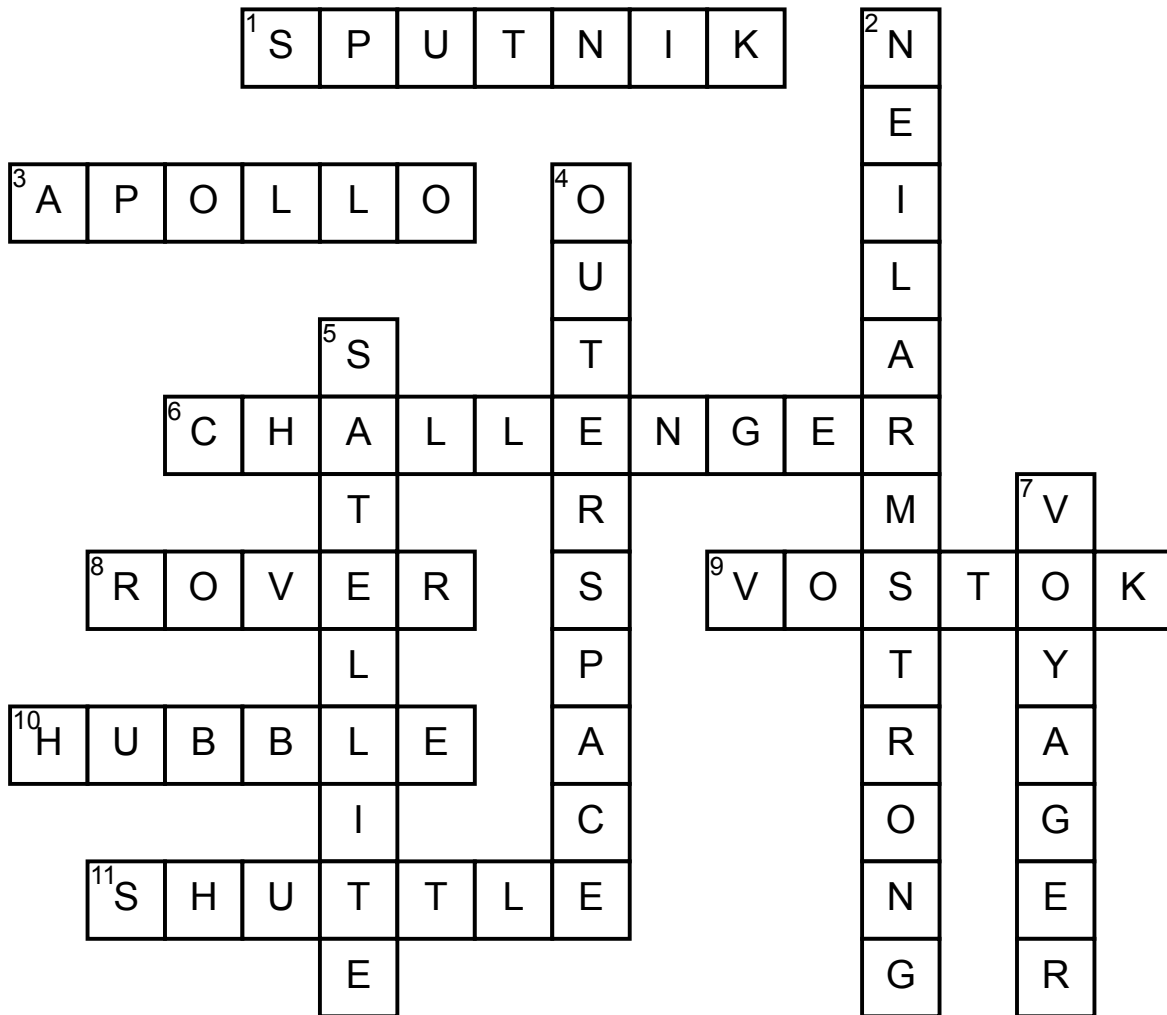 1 S P U T N I K 2 N
E
3 A P O L L O 4 O I
U L
5 S T A
6 C H A L L E N G E R
T R M 7 V
8 R O V E R S 9 V O S T O K
L P T Y
10 H U B B L E A R A
I C O G
11 S H U T T L E N E
E G R